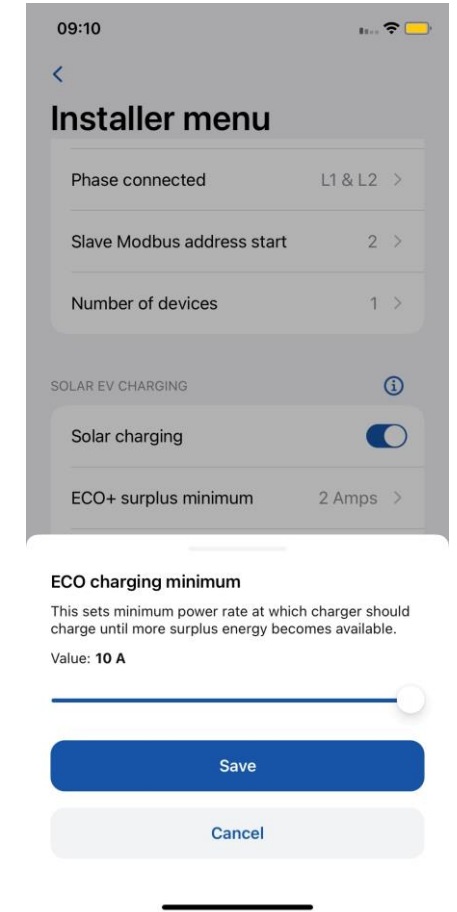 09:10
Installer menu
Phase connected L1 & L2
Slave Modbus address start 2
Number of devices 1
SOLAR EV CHARGING
Solar charging
ECO+ surplus minimum 2 Amps
ECO charging minimum
This sets minimum power rate at which charger should
charge until more surplus energy becomes available.
Value: 10 A
Save
Cancel